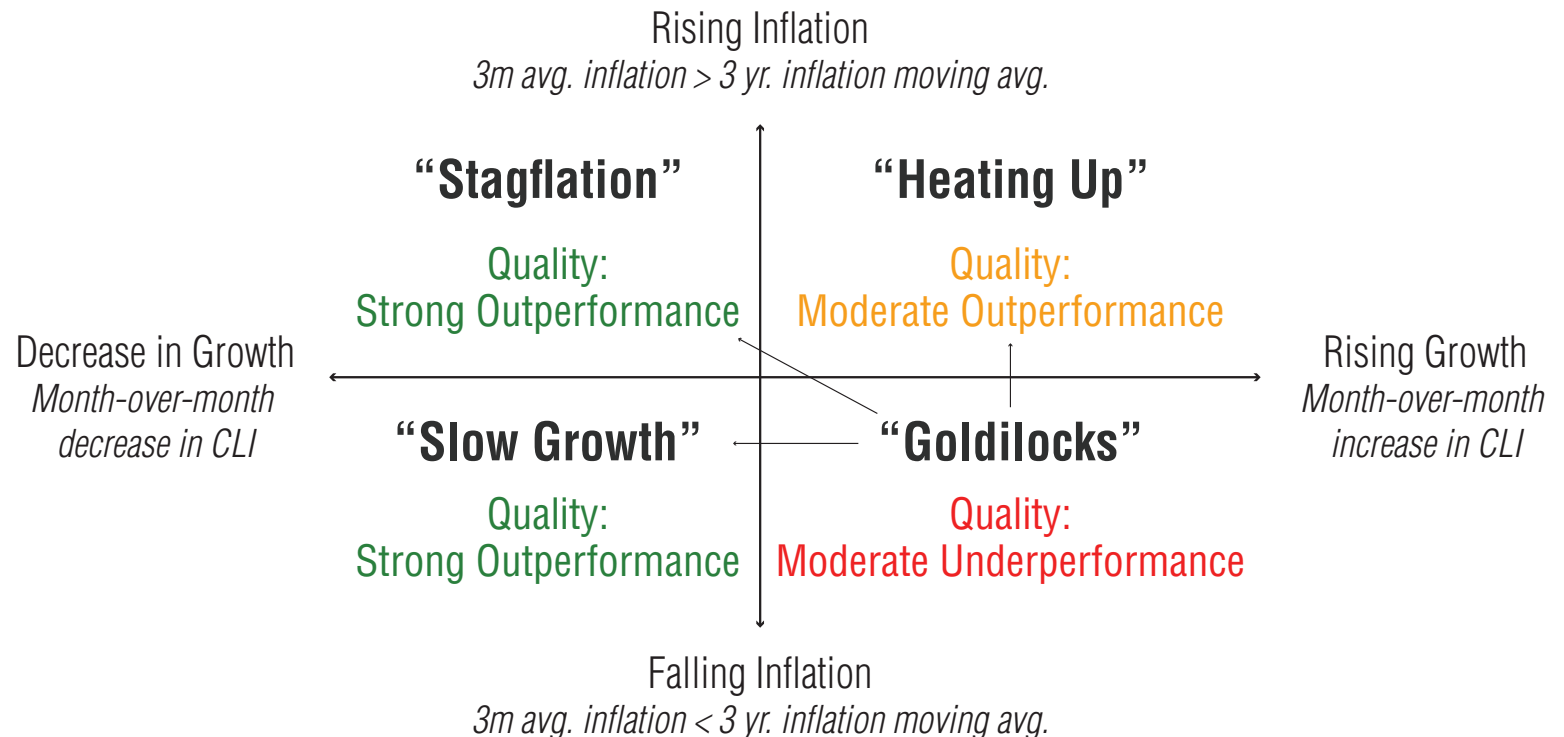 Rising Inflation
3m avg. inflation > 3 yr. inflation moving avg.
“Stagflation”
Quality:
Strong Outperformance
“Heating Up”
Quality:
Moderate Outperformance
Decrease in Growth
Month-over-month
decrease in CLI
Rising Growth
Month-over-month
increase in CLI
“Slow Growth”
Quality:
Strong Outperformance
“Goldilocks”
Quality:
Moderate Underperformance
Falling Inflation
3m avg. inflation < 3 yr. inflation moving avg.